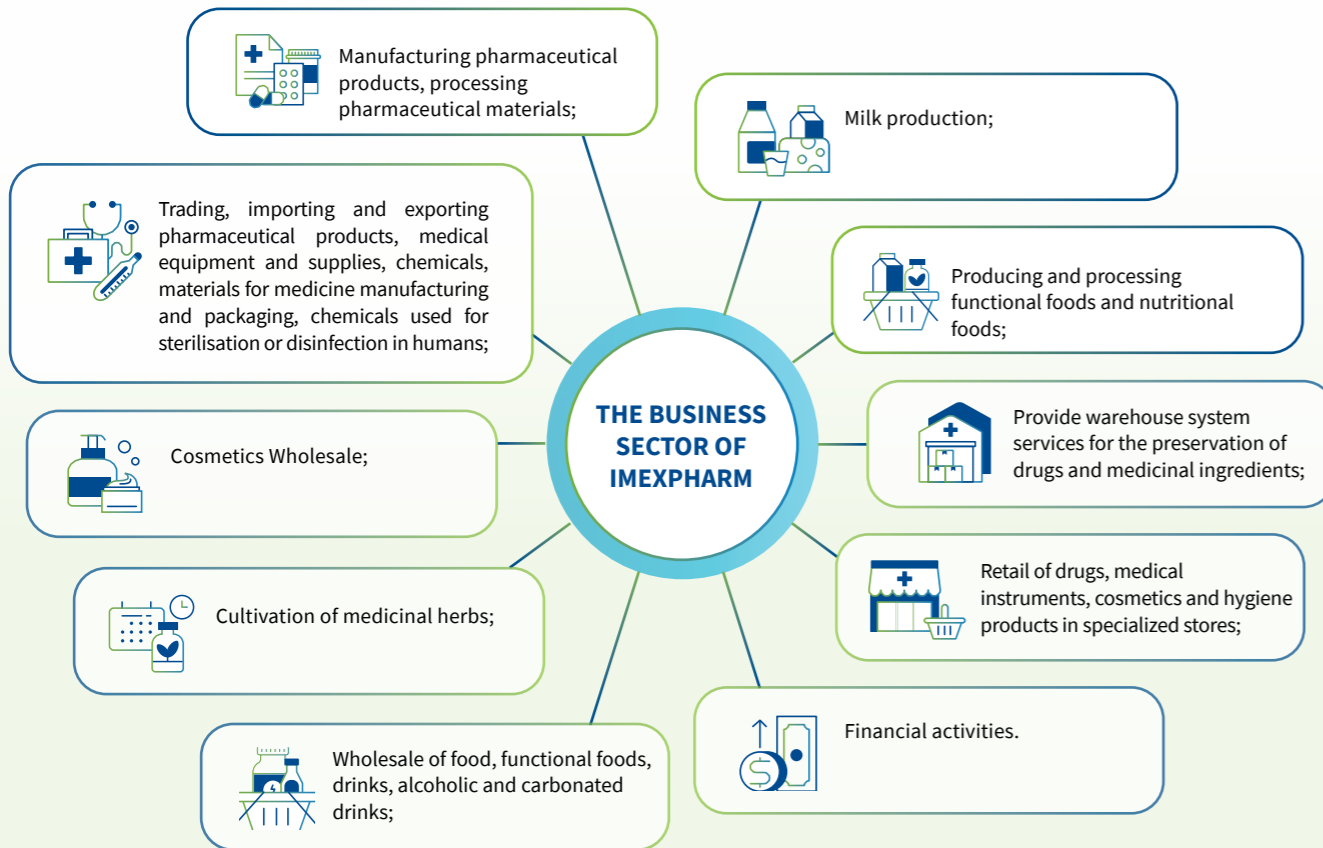 Manufacturing pharmaceutical
products, processing
pharmaceutical materials;
Milk production;
Trading, importing and exporting
pharmaceutical products, medical
equipment and supplies, chemicals,
materials for medicine manufacturing
and packaging, chemicals used for
sterilisation or disinfection in humans;
Producing and processing
functional foods and nutritional
foods;
THE BUSINESS
SECTOR OF
IMEXPHARM
Cosmetics Wholesale;
Provide warehouse system
services for the preservation of
drugs and medicinal ingredients;
Cultivation of medicinal herbs;
Retail of drugs, medical
instruments, cosmetics and hygiene
products in specialized stores;
Wholesale of food, functional foods,
drinks, alcoholic and carbonated
drinks;
4
Financial activities.
$